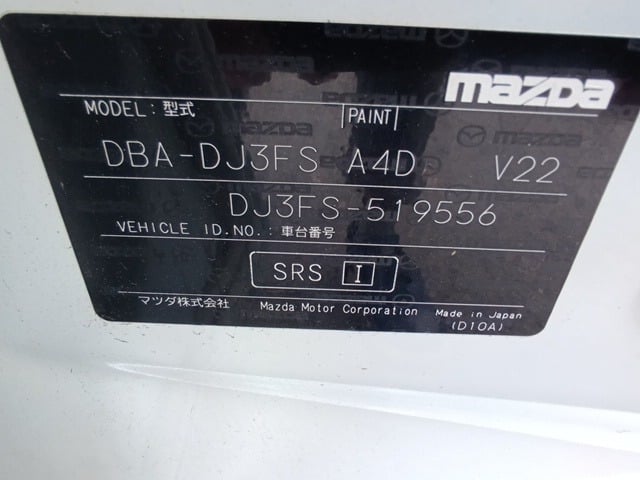 mazda
MODEL: 型式 PAINT
DBA-DJ3FS A4D V22
DJ3FS-519556
VEHICLE ID.NO.: 車台番号
SRS I
マツダ株式会社 Mazda Motor Corporation Made in Japan
(D10A)